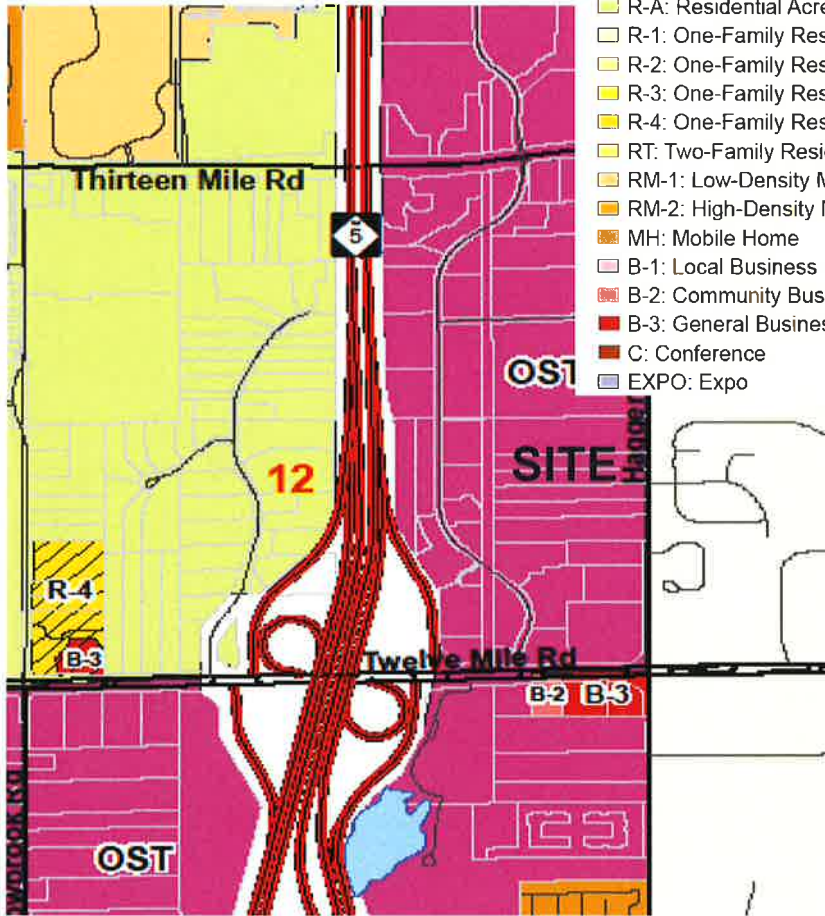 R-A: Residential Acre
R-1: One-Family Res
R-2: One-Family Res
R-3: One-Family Res
R-4: One-Family Res
RT: Two-Family Resi
RM-1: Low-Density M
RM-2: High-Density M
MH: Mobile Home
B-1: Local Business
B-2: Community Bus
B-3: General Busines
C: Conference
EXPO: Expo
Thirteen Mile Rd
5
OST
Hagger
SITE
12
R-4
B-3
Twelve Mile Rd
B-2
B-3
OST
Rd